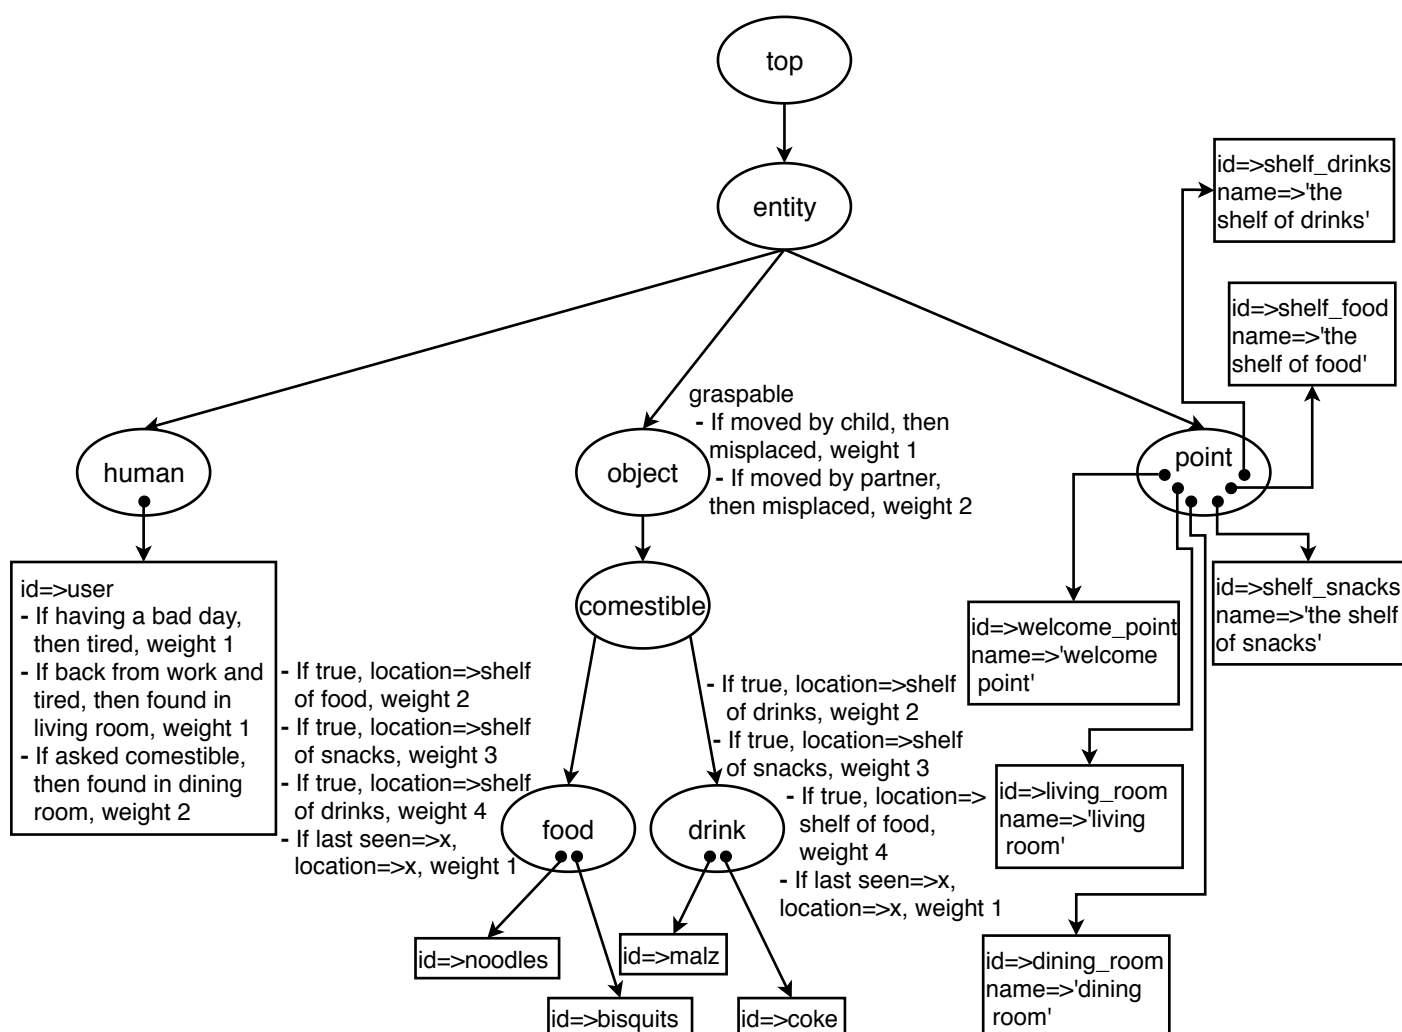 top
entity
id=>shelf_drinks
name=>'the
shelf of drinks'
id=>shelf_food
name=>'the
shelf of food'
graspable
- If moved by child, then
misplaced, weight 1
- If moved by partner,
then misplaced, weight 2
human
object
point
id=>user
- If having a bad day,
then tired, weight 1
- If back from work and
tired, then found in
living room, weight 1
- If asked comestible,
then found in dining
room, weight 2
comestible
id=>shelf_snacks
name=>'the shelf
of snacks'
id=>welcome_point
name=>'welcome
point'
- If true, location=>shelf
of food, weight 2
- If true, location=>shelf
of snacks, weight 3
- If true, location=>shelf
of drinks, weight 4
- If last seen=>x,
location=>x, weight 1
- If true, location=>shelf
of drinks, weight 2
- If true, location=>shelf
of snacks, weight 3
- If true, location=>
shelf of food,
weight 4
- If last seen=>x,
location=>x, weight 1
food
drink
id=>living_room
name=>'living
room'
id=>noodles
id=>malz
id=>bisquits
id=>coke
id=>dining_room
name=>'dining
room'